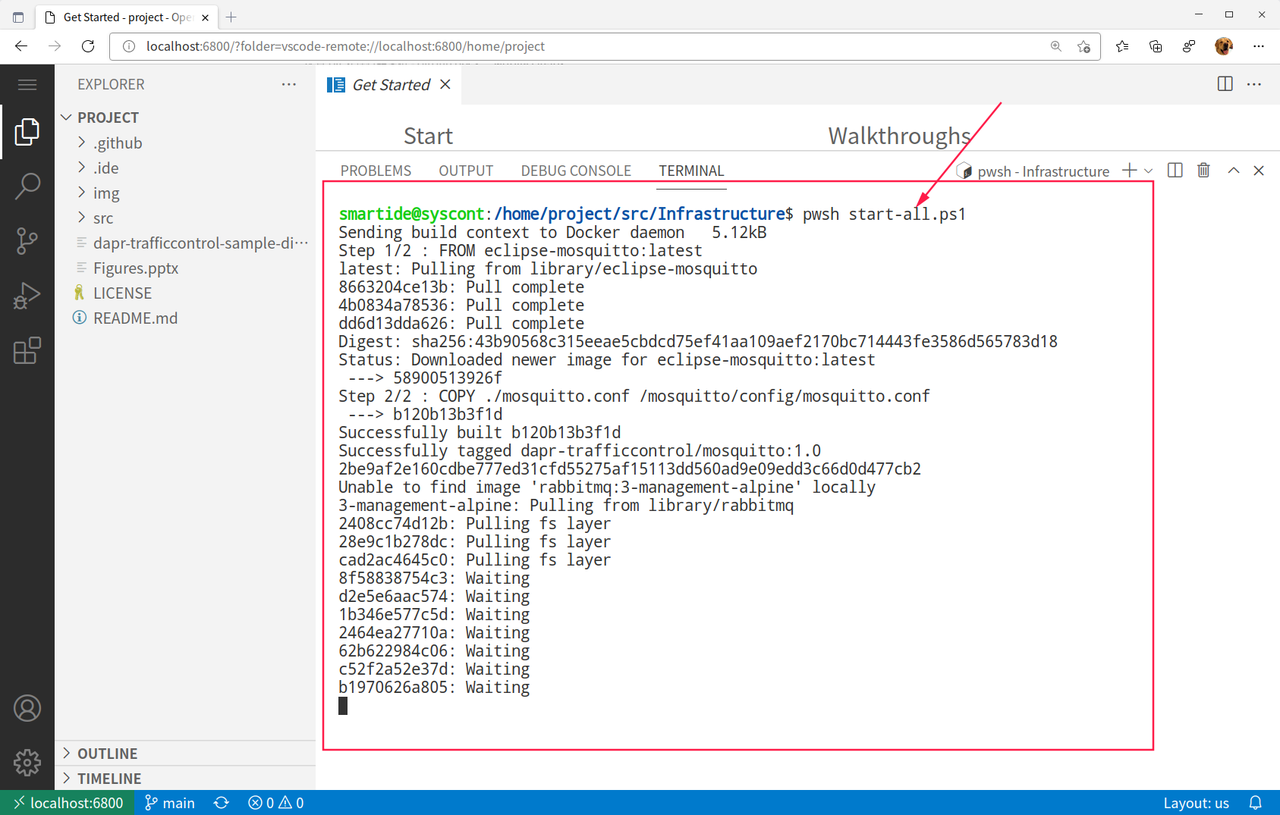 Get Started - project - Ope
localhost:6800/?folder=vscode-remote://localhost:6800/home/project
EXPLORER
PROJECT
.github
.ide
img
src
dapr-trafficcontrol-sample-di···
Figures.pptx
LICENSE
README.md
OUTLINE
TIMELINE
Get Started
Start
Walkthroughs
PROBLEMS
OUTPUT
DEBUG CONSOLE
TERMINAL
pwsh - Infrastructure
smartide@syscont:/home/project/src/Infrastructure$ pwsh start-all.ps1
Sending build context to Docker daemon   5.12kB
Step 1/2 : FROM eclipse-mosquitto:latest
latest: Pulling from library/eclipse-mosquitto
8663204ce13b: Pull complete
4b0834a78536: Pull complete
dd6d13dda626: Pull complete
Digest: sha256:43b90568c315eeae5cbdcd75ef41aa109aef2170bc714443fe3586d565783d18
Status: Downloaded newer image for eclipse-mosquitto:latest
 ---> 58900513926f
Step 2/2 : COPY ./mosquitto.conf /mosquitto/config/mosquitto.conf
 ---> b120b13b3f1d
Successfully built b120b13b3f1d
Successfully tagged dapr-trafficcontrol/mosquitto:1.0
2be9af2e160cdbe777ed31cfd55275af15113dd560ad9e09edd3c66d0d477cb2
Unable to find image 'rabbitmq:3-management-alpine' locally
3-management-alpine: Pulling from library/rabbitmq
2408cc74d12b: Pulling fs layer
28e9c1b278dc: Pulling fs layer
cad2ac4645c0: Pulling fs layer
8f58838754c3: Waiting
d2e5e6aac574: Waiting
1b346e577c5d: Waiting
2464ea27710a: Waiting
62b622984c06: Waiting
c52f2a52e37d: Waiting
b1970626a805: Waiting
localhost:6800
main
0
0
Layout: us